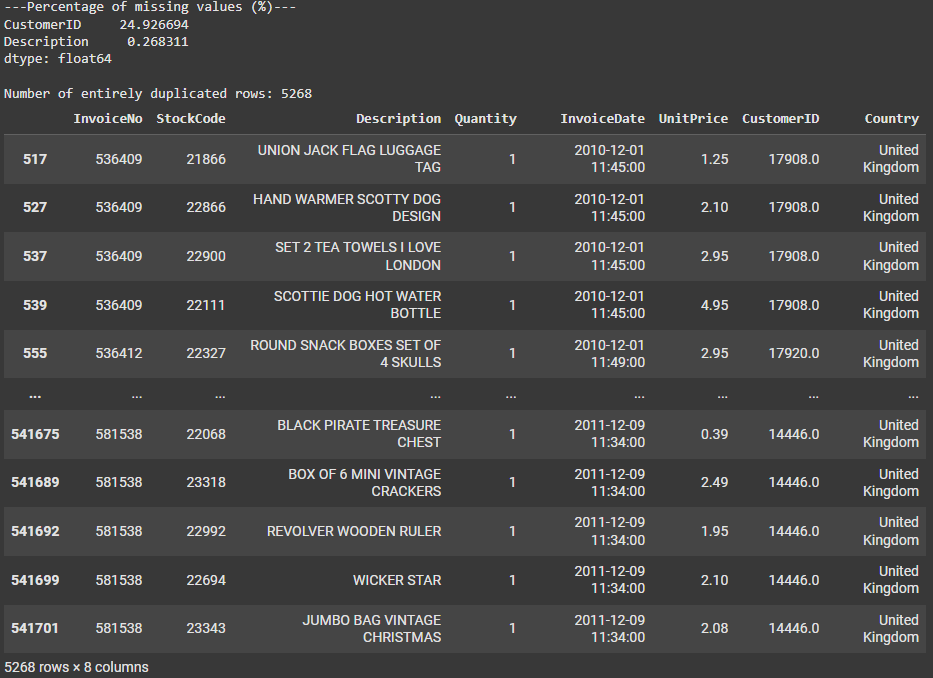 ---Percentage of missing values (%)---
CustomerID     24.926694
Description     0.268311
dtype: float64
Number of entirely duplicated rows: 5268
InvoiceNo StockCode Description Quantity InvoiceDate UnitPrice CustomerID Country
517 536409 21866 UNION JACK FLAG LUGGAGE TAG 1 2010-12-01 11:45:00 1.25 17908.0 United Kingdom
527 536409 22866 HAND WARMER SCOTTY DOG DESIGN 1 2010-12-01 11:45:00 2.10 17908.0 United Kingdom
537 536409 22900 SET 2 TEA TOWELS I LOVE LONDON 1 2010-12-01 11:45:00 2.95 17908.0 United Kingdom
539 536409 22111 SCOTTIE DOG HOT WATER BOTTLE 1 2010-12-01 11:45:00 4.95 17908.0 United Kingdom
555 536412 22327 ROUND SNACK BOXES SET OF 4 SKULLS 1 2010-12-01 11:49:00 2.95 17920.0 United Kingdom
... ... ... ... ... ... ... ... ...
541675 581538 22068 BLACK PIRATE TREASURE CHEST 1 2011-12-09 11:34:00 0.39 14446.0 United Kingdom
541689 581538 23318 BOX OF 6 MINI VINTAGE CRACKERS 1 2011-12-09 11:34:00 2.49 14446.0 United Kingdom
541692 581538 22992 REVOLVER WOODEN RULER 1 2011-12-09 11:34:00 1.95 14446.0 United Kingdom
541699 581538 22694 WICKER STAR 1 2011-12-09 11:34:00 2.10 14446.0 United Kingdom
541701 581538 23343 JUMBO BAG VINTAGE CHRISTMAS 1 2011-12-09 11:34:00 2.08 14446.0 United Kingdom
5268 rows × 8 columns